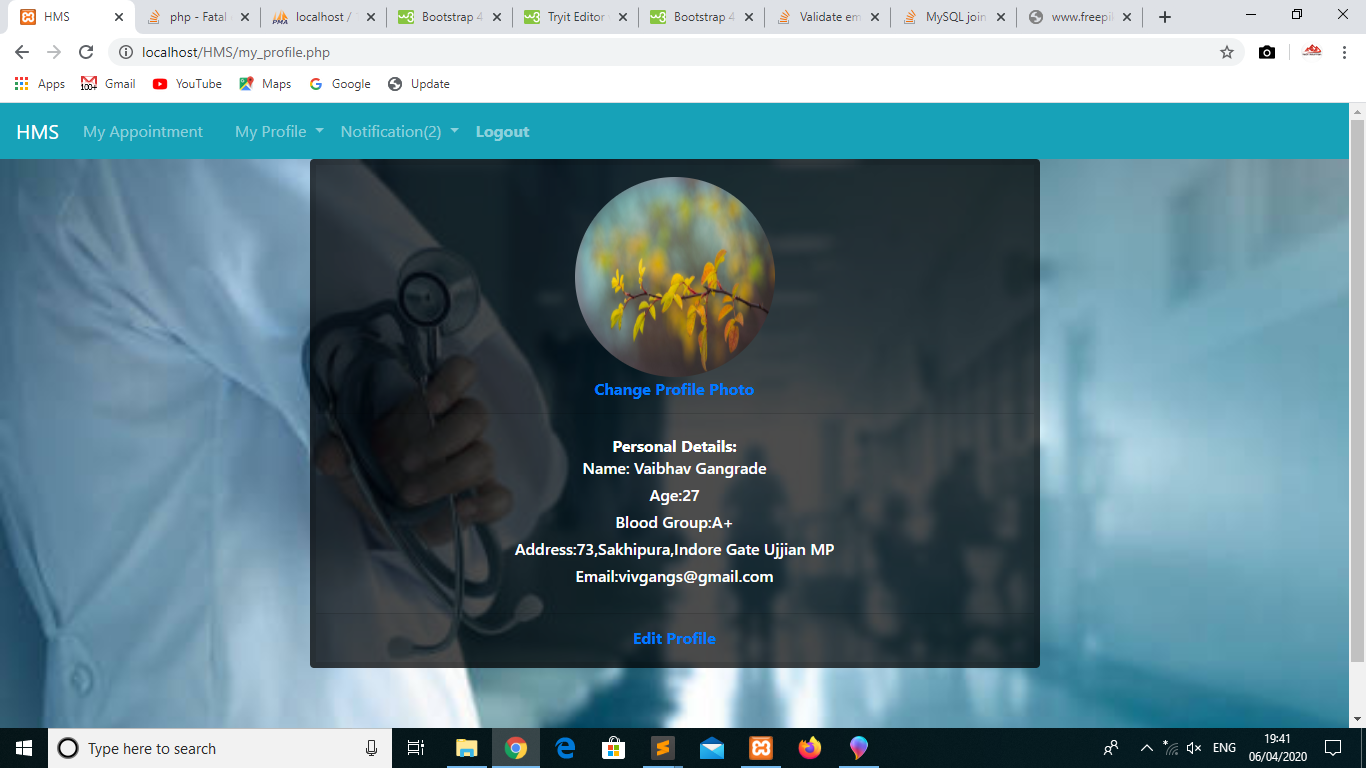 HMS
php - Fatal
localhost /
Bootstrap 4
Tryit Editor
Bootstrap 4
Validate em
MySQL join
www.freepi
localhost/HMS/my_profile.php
Apps
100+
Gmail
YouTube
Maps
Google
Update
HMS
My Appointment
My Profile
Notification(2)
Logout
Change Profile Photo
Personal Details:
Name: Vaibhav Gangrade
Age:27
Blood Group:A+
Address:73,Sakhipura,Indore Gate Ujjian MP
Email:vivgangs@gmail.com
Edit Profile
Type here to search
ENG
19:41
06/04/2020